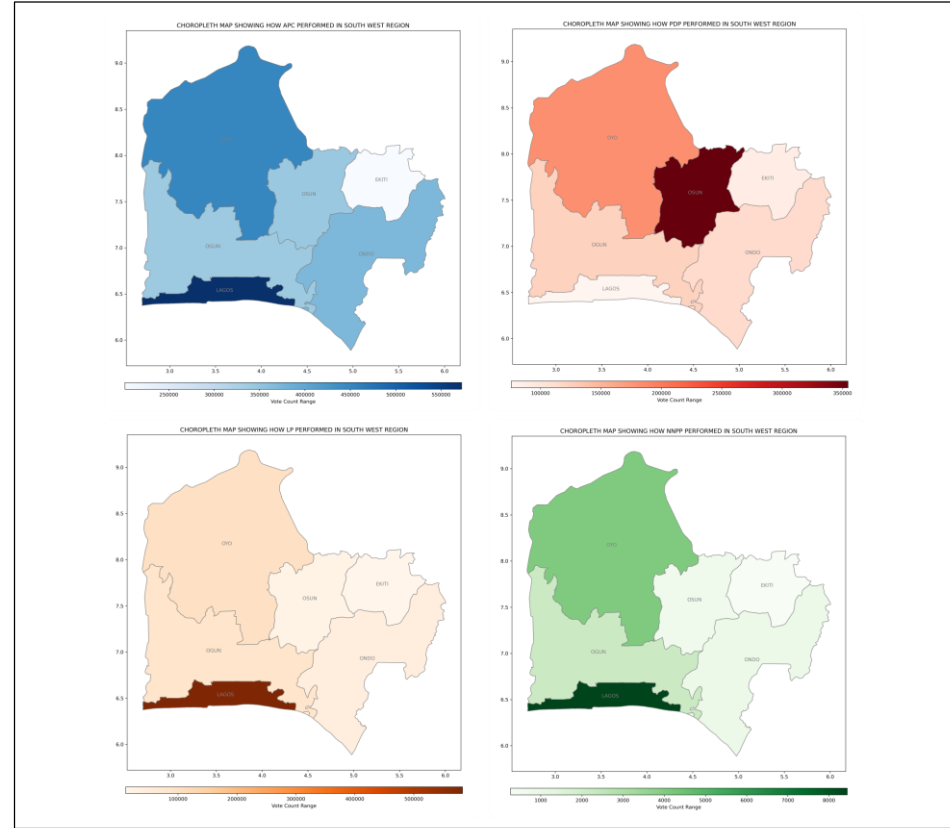 CHOROPLETH MAP SHOWING HOW APC PERFORMED IN SOUTH WEST REGION
9.0
8.5
8.0
7.5
7.0
6.5
6.0
EKITI
OSUN
OGUN
ONDO
LAGOS
3.0 3.5 4.0 4.5 5.0 5.5 6.0
250000 300000 350000 400000 450000 500000 550000
Vote Count Range
CHOROPLETH MAP SHOWING HOW PDP PERFORMED IN SOUTH WEST REGION
9.0
8.5
8.0
7.5
7.0
6.5
6.0
OYO
EKITI
OSUN
OGUN
ONDO
LAGOS
3.0 3.5 4.0 4.5 5.0 5.5 6.0
100000 150000 200000 250000 300000 350000
Vote Count Range
CHOROPLETH MAP SHOWING HOW LP PERFORMED IN SOUTH WEST REGION
9.0
8.5
8.0
7.5
7.0
6.5
6.0
OYO
EKITI
OSUN
OGUN
ONDO
LAGOS
3.0 3.5 4.0 4.5 5.0 5.5 6.0
100000 200000 300000 400000 500000
Vote Count Range
CHOROPLETH MAP SHOWING HOW NNPP PERFORMED IN SOUTH WEST REGION
9.0
8.5
8.0
7.5
7.0
6.5
6.0
OYO
EKITI
OSUN
OGUN
ONDO
LAGOS
3.0 3.5 4.0 4.5 5.0 5.5 6.0
1000 2000 3000 4000 5000 6000 7000 8000
Vote Count Range